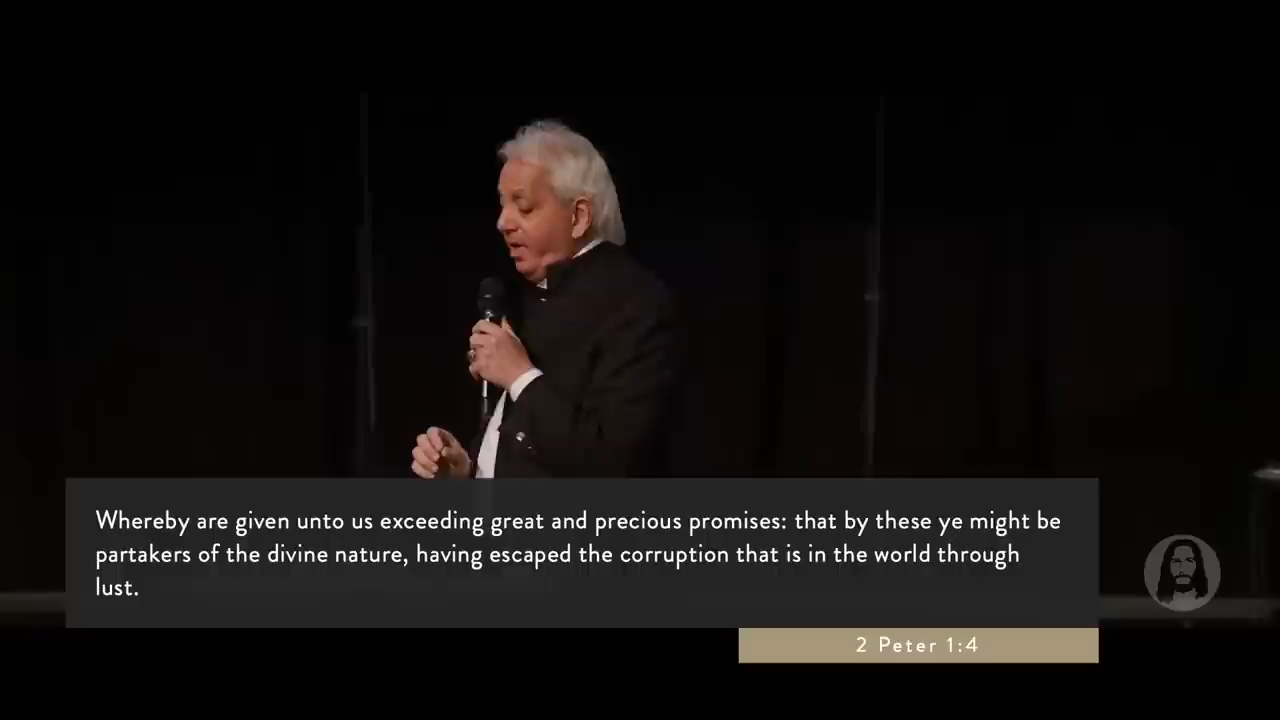 Whereby are given unto us exceeding great and precious promises: that by these ye might be
partakers of the divine nature, having escaped the corruption that is in the world through
lust.
2 Peter 1:4